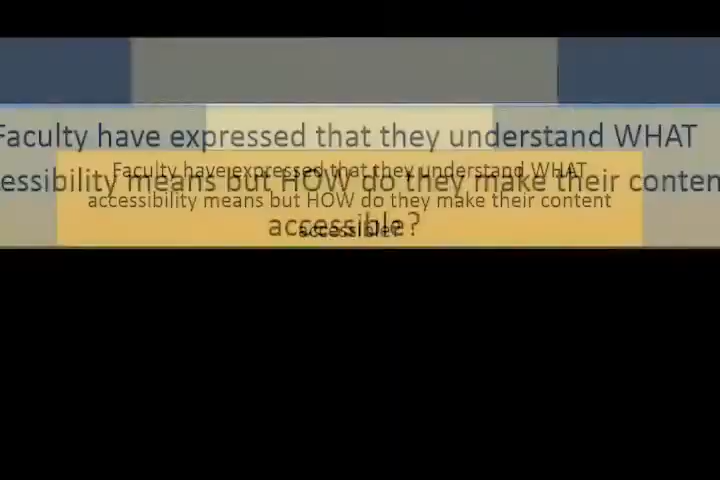 Faculty have expressed that they understand WHAT
essibility means but HOW do they make their conten
accessible?
Faculty have expressed that they understand WHAT
accessibility means but HOW do they make their content
accessible?